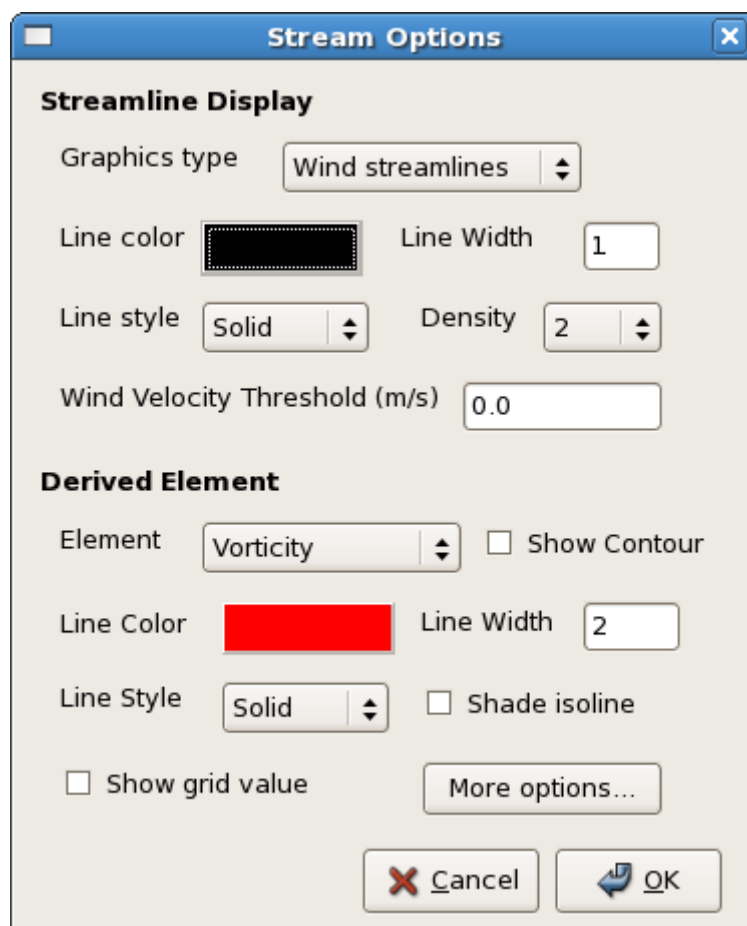 Stream Options
Streamline Display
Graphics type Wind streamlines
Line color Line Width 1
Line style Solid Density 2
Wind Velocity Threshold (m/s) 0.0
Derived Element
Element Vorticity Show Contour
Line Color Line Width 2
Line Style Solid Shade isoline
Show grid value More options...
Cancel OK